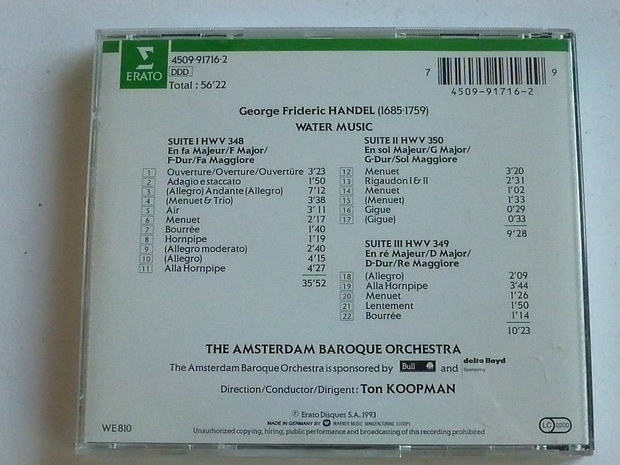 ERATO
4509-91716-2
DDD
Total : 56'22
7 9
4509-91716-2
George Frideric HANDEL (1685-1759)
WATER MUSIC
SUITE I HWV 348
En fa Majeur/F Major/
F-Dur/Fa Maggiore
1 Ouverture/Overture/Ouvertüre 3'23
2 Adagio e staccato 1'50
3 (Allegro) Andante (Allegro) 7'12
4 (Menuet & Trio) 3'38
5 Air 3'11
6 Menuet 2'17
7 Bourrée 1'40
8 Hornpipe 1'19
9 (Allegro moderato) 2'40
10 (Allegro) 4'15
11 Alla Hornpipe 4'27
35'52
SUITE II HWV 350
En sol Majeur/G Major/
G-Dur/Sol Maggiore
12 Menuet 3'20
13 Rigaudon I & II 2'31
14 Menuet 1'02
15 (Menuet) 1'33
16 Gigue 0'29
17 (Gigue) 0'33
9'28
SUITE III HWV 349
En ré Majeur/D Major/
D-Dur/Re Maggiore
18 (Allegro) 2'09
19 Alla Hornpipe 3'44
20 Menuet 1'26
21 Lentement 1'50
22 Bourrée 1'14
10'23
THE AMSTERDAM BAROQUE ORCHESTRA
The Amsterdam Baroque Orchestra is sponsored by Bull and delta lloyd
Sponsoring
Direction/Conductor/Dirigent : Ton KOOPMAN
℗ Erato Disques S.A. 1993
MADE IN GERMANY BY WARNER MUSIC MANUFACTURING EUROPE
Unauthorized copying, hiring, public performance and broadcasting of this recording prohibited
WE 810
LC 0200